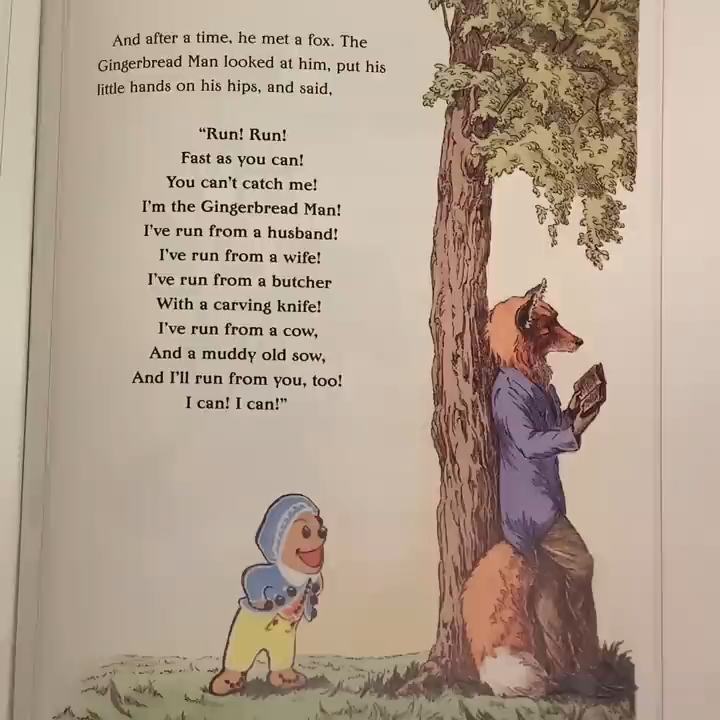 And after a time, he met a fox. The
Gingerbread Man looked at him, put his
little hands on his hips, and said,
“Run! Run!
Fast as you can!
You can’t catch me!
I’m the Gingerbread Man!
I’ve run from a husband!
I’ve run from a wife!
I’ve run from a butcher
With a carving knife!
I’ve run from a cow,
And a muddy old sow,
And I’ll run from you, too!
I can! I can!”